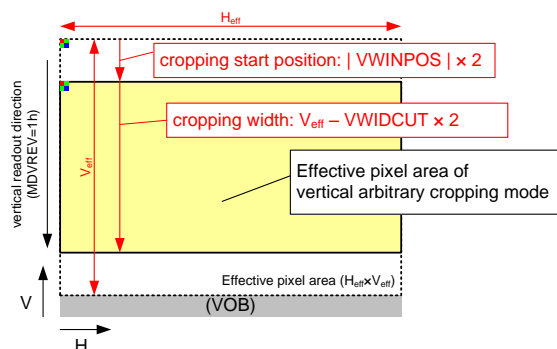 Heff
cropping start position: | VWINPOS | × 2
cropping width: Veff – VWIDCUT × 2
vertical readout direction
(MDVREV=1h)
Veff
Effective pixel area of
vertical arbitrary cropping mode
Effective pixel area (Heff×Veff)
(VOB)
V
H